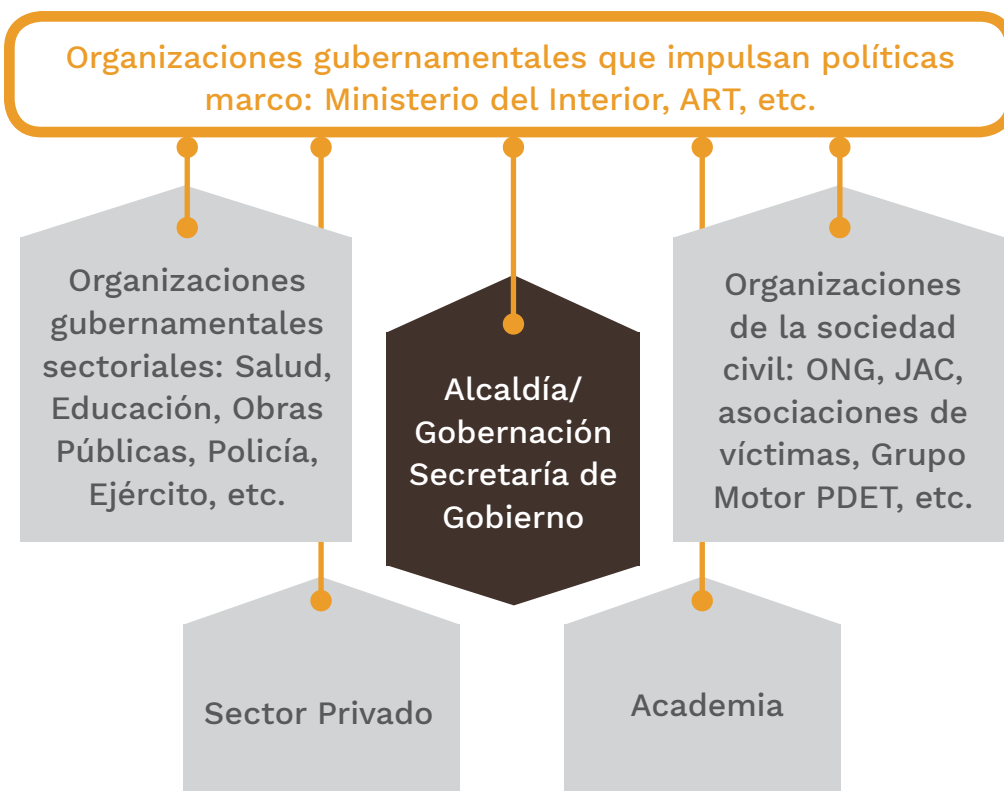 Organizaciones gubernamentales que impulsan políticas
marco: Ministerio del Interior, ART, etc.
Organizaciones
gubernamentales
sectoriales: Salud,
Educación, Obras
Públicas, Policía,
Ejército, etc.
Alcaldía/
Gobernación
Secretaría de
Gobierno
Organizaciones
de la sociedad
civil: ONG, JAC,
asociaciones de
víctimas, Grupo
Motor PDET, etc.
Sector Privado
Academia